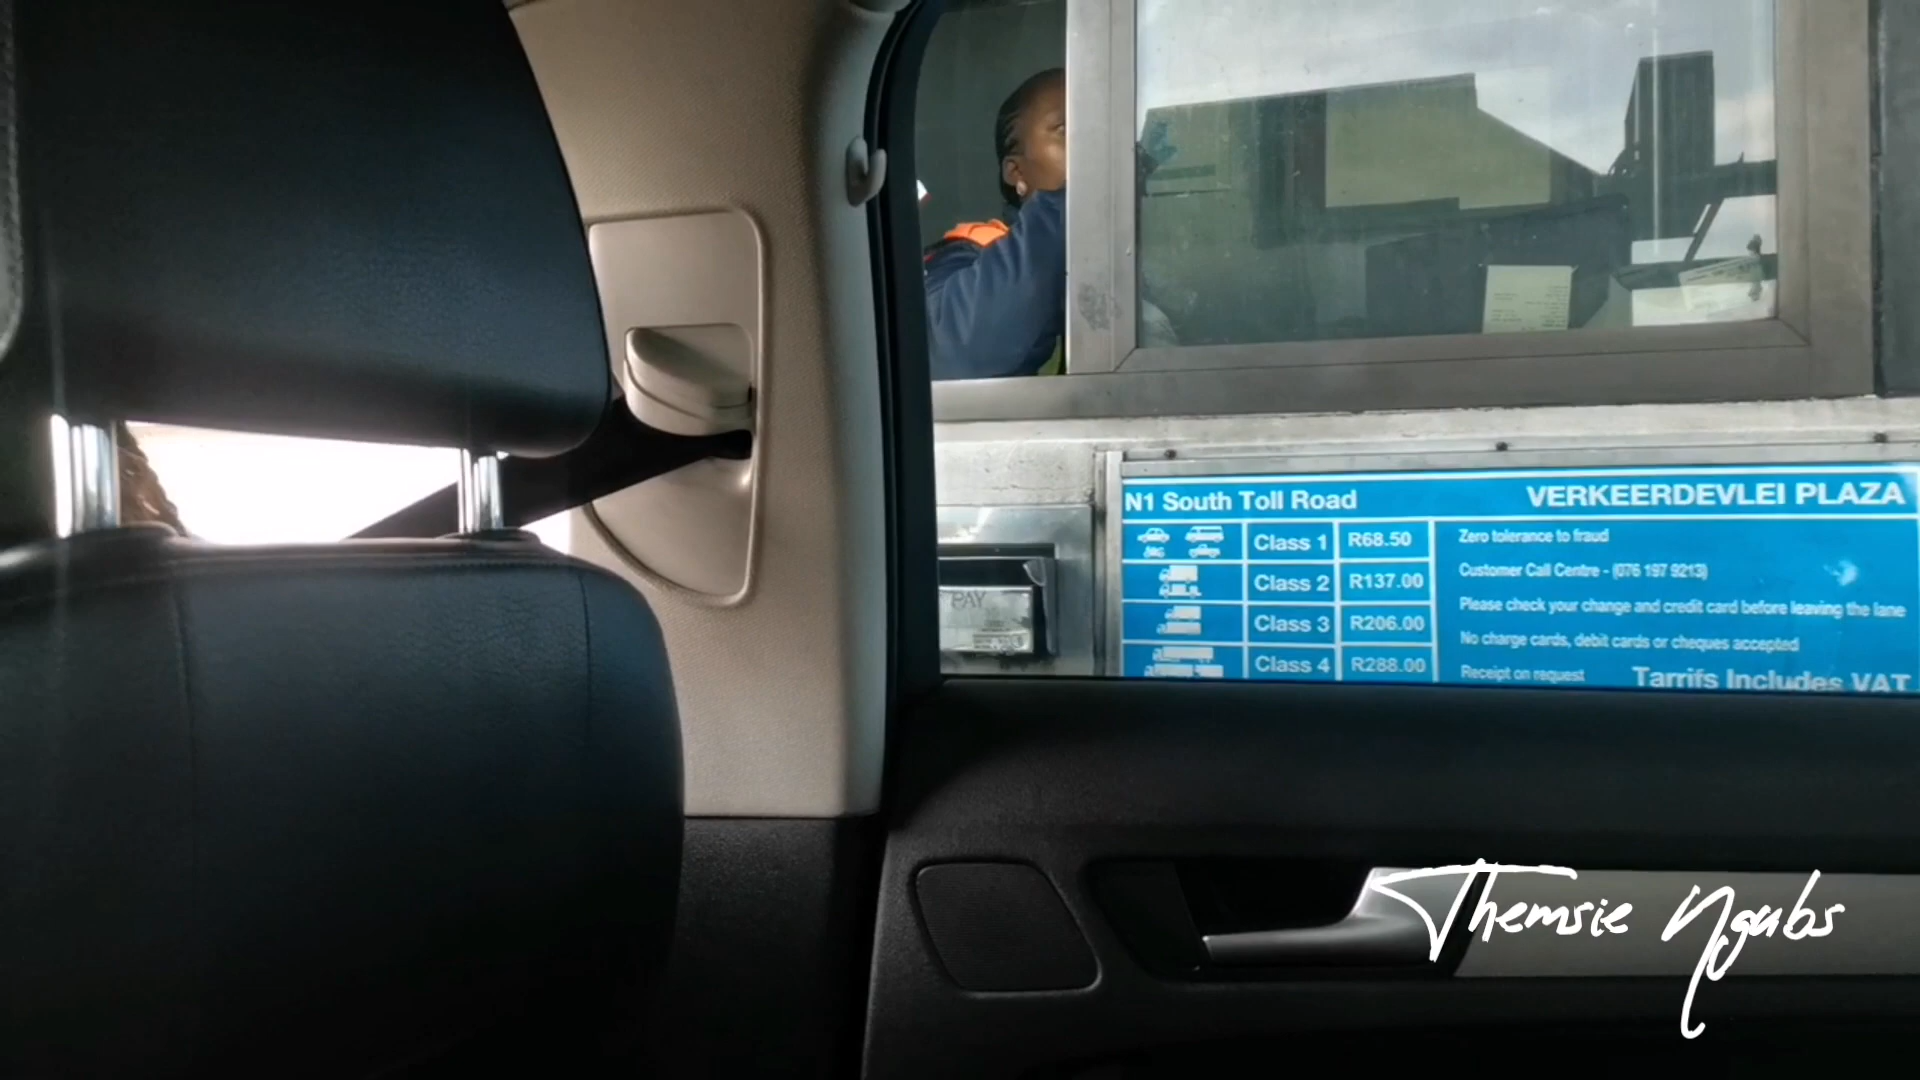 N1 South Toll Road
VERKEERDEVLEI PLAZA
Class 1 R68.50
Class 2 R137.00
Class 3 R206.00
Class 4 R288.00
Zero tolerance to fraud
Customer Call Centre - (076 197 9213)
Please check your change and credit card before leaving the lane
No charge cards, debit cards or cheques accepted
Receipt on request
Tarrifs Includes VAT
PAY
Themsie Ngubs